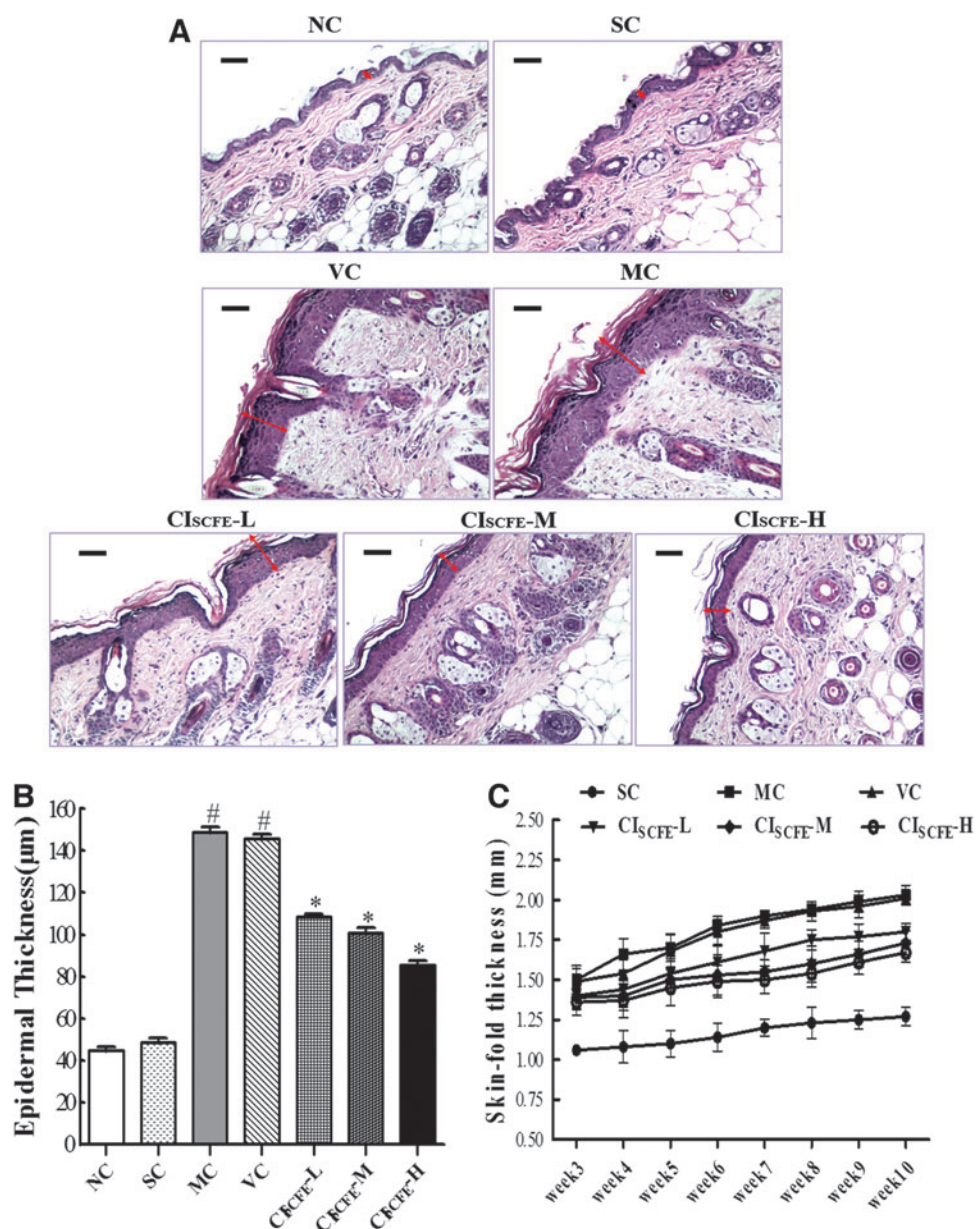 A
NC SC
VC MC
CISCFE-L CISCFE-M CISCFE-H
B
Epidermal Thickness(μm)
160
140
120
100
80
60
40
20
0
# # * * *
NC SC MC VC CISCFE-L CISCFE-M CISCFE-H
C
SC MC VC
CISCFE-L CISCFE-M CISCFE-H
Skin-fold thickness (mm)
2.50
2.25
2.00
1.75
1.50
1.25
1.00
0.75
0.50
week3 week4 week5 week6 week7 week8 week9 week10